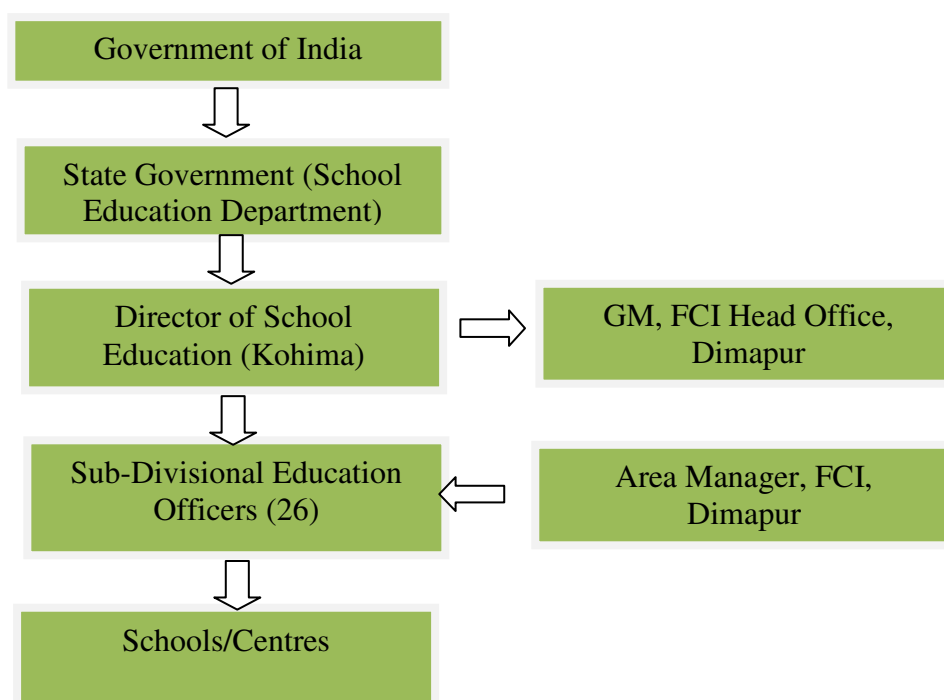 Government of India
State Government (School
Education Department)
Director of School
Education (Kohima)
GM, FCI Head Office,
Dimapur
Sub-Divisional Education
Officers (26)
Area Manager, FCI,
Dimapur
Schools/Centres